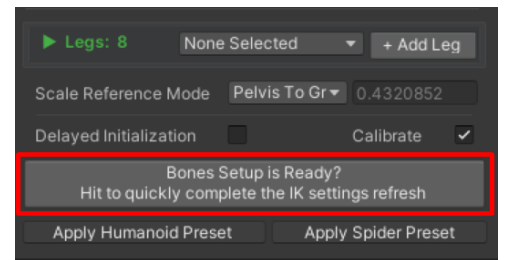 Legs: 8 None Selected + Add Leg
Scale Reference Mode Pelvis To Gr 0.4320852
Delayed Initialization Calibrate
Bones Setup is Ready?
Hit to quickly complete the IK settings refresh
Apply Humanoid Preset Apply Spider Preset